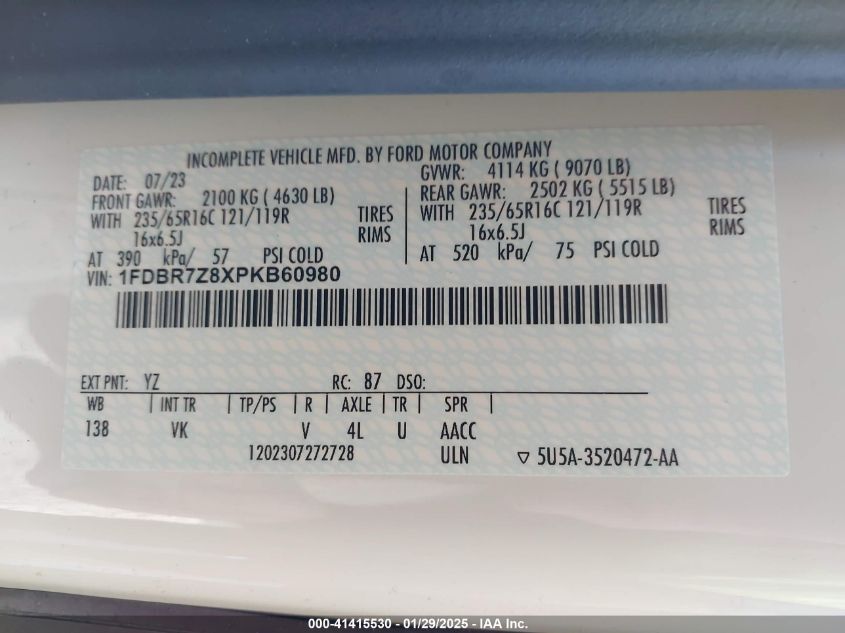 INCOMPLETE VEHICLE MFD. BY FORD MOTOR COMPANY
DATE: 07/23 GVWR: 4114 KG ( 9070 LB)
FRONT GAWR: 2100 KG ( 4630 LB) REAR GAWR: 2502 KG ( 5515 LB)
WITH 235/65R16C 121/119R TIRES WITH 235/65R16C 121/119R TIRES
16x6.5J RIMS 16x6.5J RIMS
AT 390 kPa/ 57 PSI COLD AT 520 kPa/ 75 PSI COLD
VIN: 1FDBR7Z8XPKB60980
EXT PNT: YZ RC: 87 DSO:
WB | INT TR | TP/PS | R | AXLE | TR | SPR |
138 VK V 4L U AACC
1202307272728 ULN ▽ 5U5A-3520472-AA
000-41415530 - 01/29/2025 - IAA Inc.